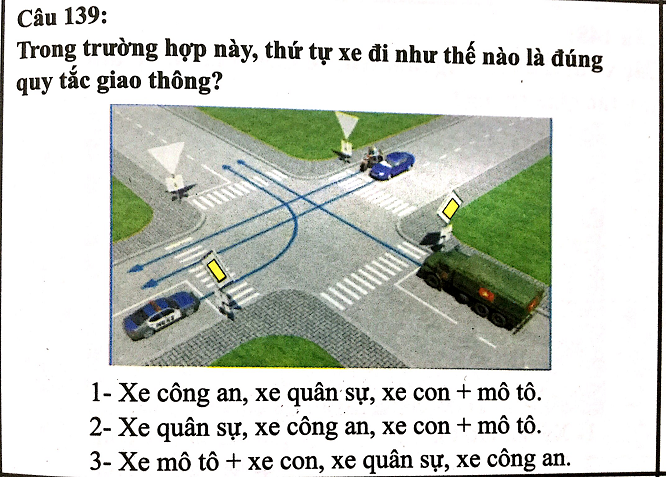 Câu 139:
Trong trường hợp này, thứ tự xe đi như thế nào là đúng
quy tắc giao thông?
1- Xe công an, xe quân sự, xe con + mô tô.
2- Xe quân sự, xe công an, xe con + mô tô.
3- Xe mô tô + xe con, xe quân sự, xe công an.